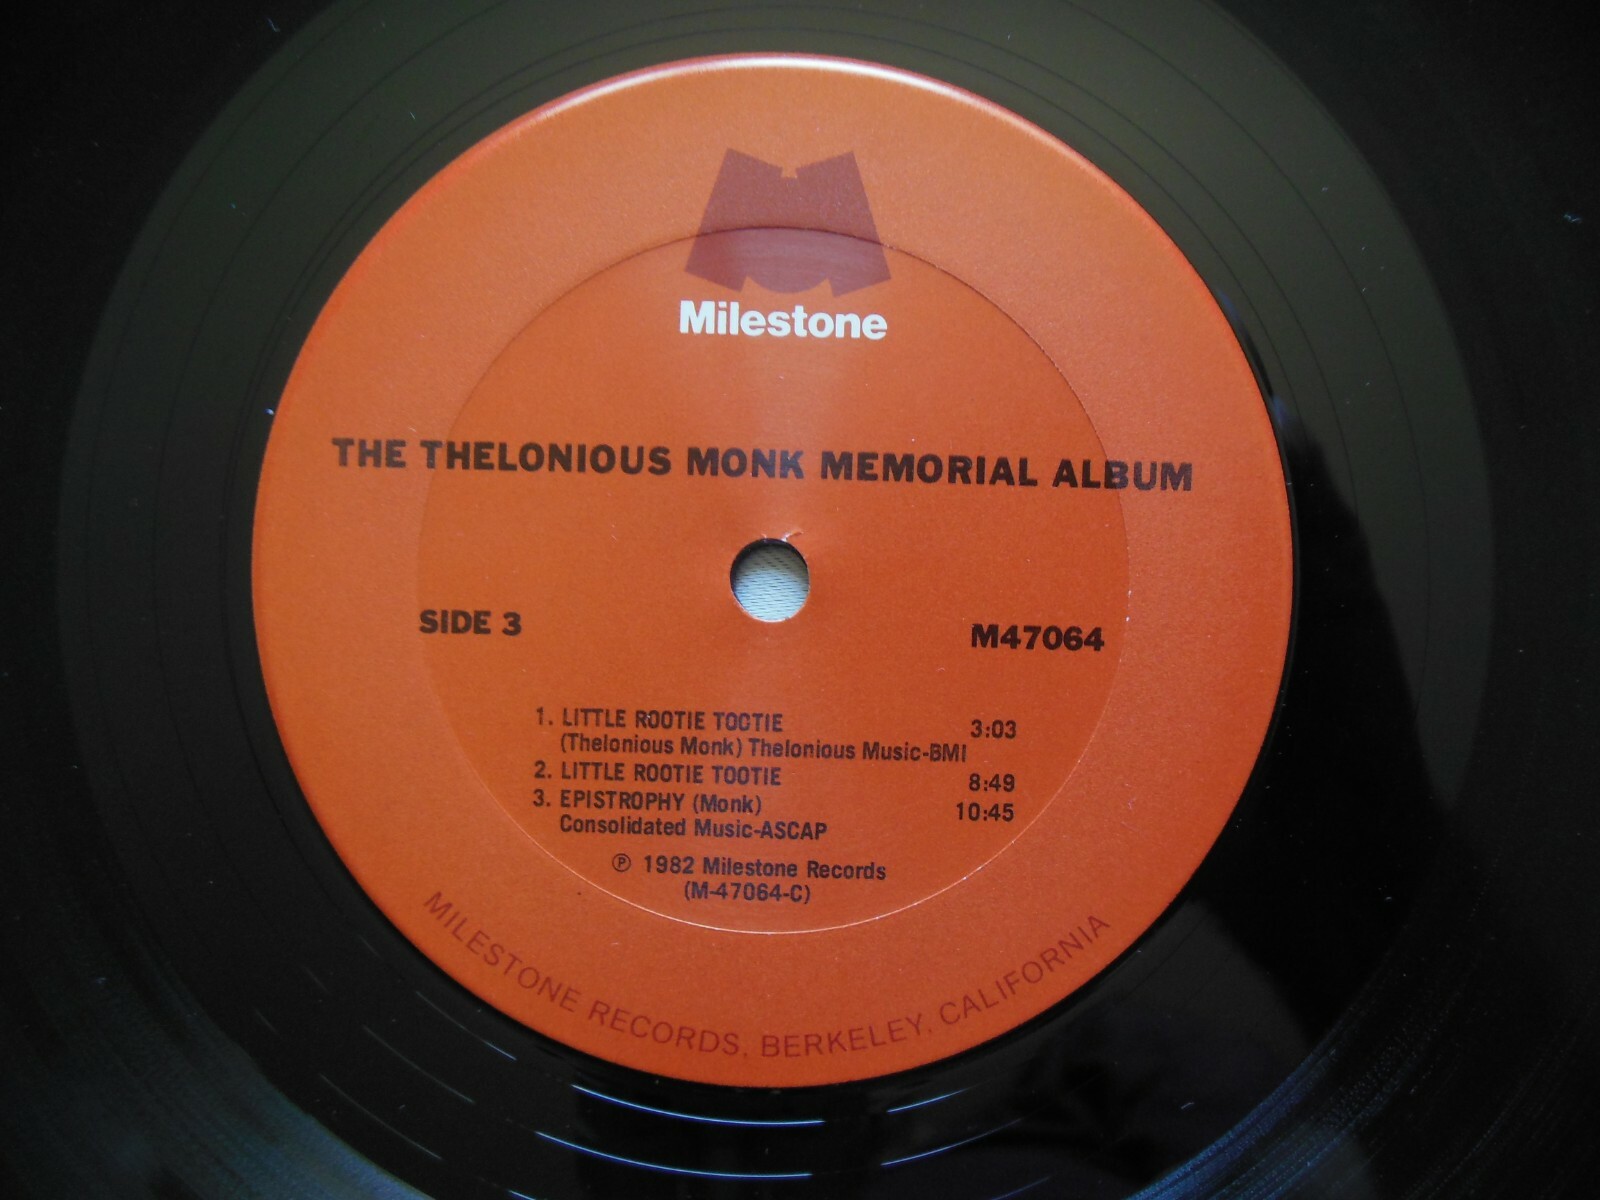 Milestone
THE THELONIOUS MONK MEMORIAL ALBUM
SIDE 3
M47064
1. LITTLE ROOTIE TOOTIE 3:03
(Thelonious Monk) Thelonious Music-BMI
2. LITTLE ROOTIE TOOTIE 8:49
3. EPISTROPHY (Monk) 10:45
Consolidated Music-ASCAP
℗ 1982 Milestone Records
(M-47064-C)
MILESTONE RECORDS, BERKELEY, CALIFORNIA